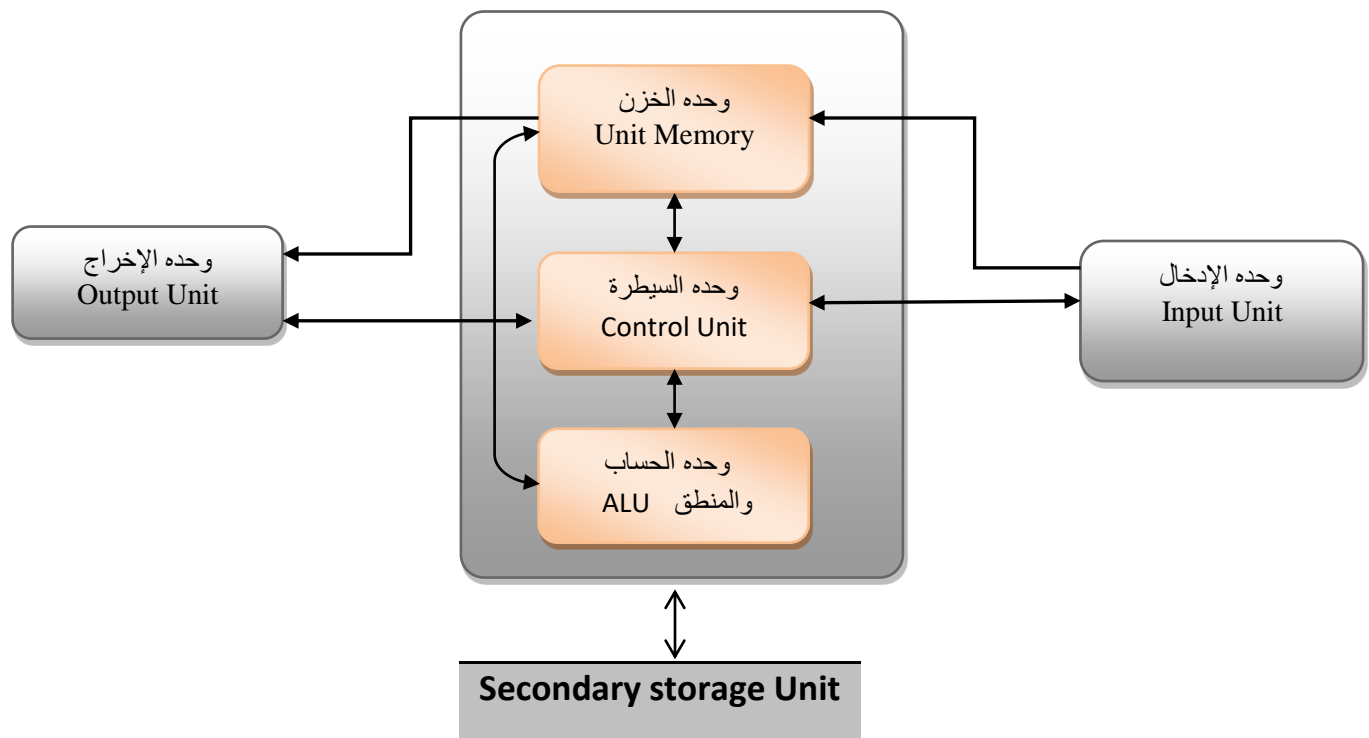 وحده الخزن
Unit Memory
وحده الإخراج
Output Unit
وحده السيطرة
Control Unit
وحده الإدخال
Input Unit
وحده الحساب
والمنطق ALU
Secondary storage Unit